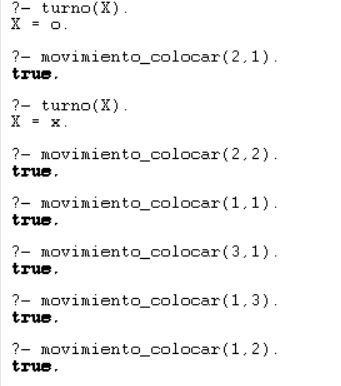 ?- turno(X).
X = o.
?- movimiento_colocar(2,1).
true.
?- turno(X).
X = x.
?- movimiento_colocar(2,2).
true.
?- movimiento_colocar(1,1).
true.
?- movimiento_colocar(3,1).
true.
?- movimiento_colocar(1,3).
true.
?- movimiento_colocar(1,2).
true.